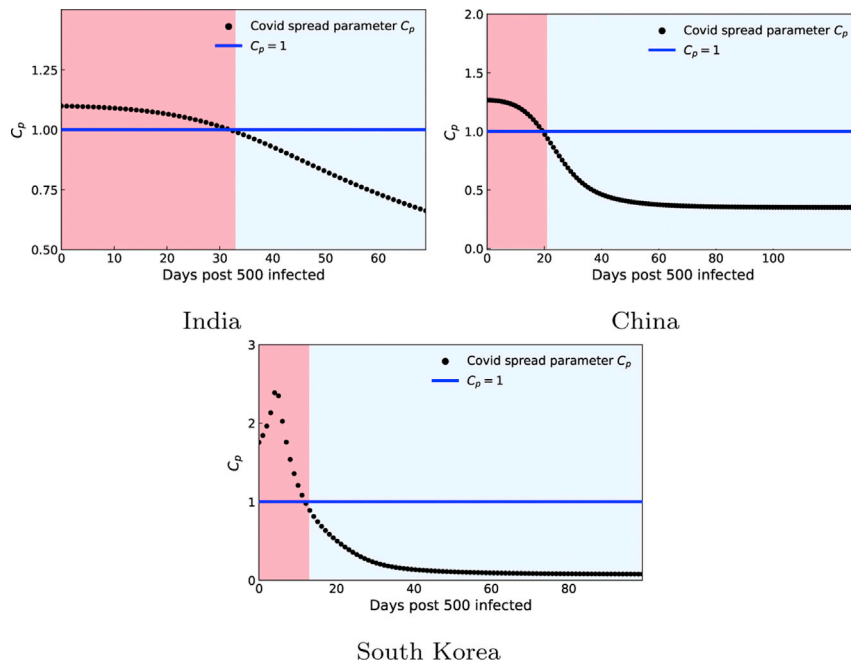 Covid spread parameter Cₚ
Cₚ = 1
1.25
1.00
0.75
0.50
Cₚ
0 10 20 30 40 50 60
Days post 500 infected
India
Covid spread parameter Cₚ
Cₚ = 1
2.0
1.5
1.0
0.5
0.0
Cₚ
0 20 40 60 80 100
Days post 500 infected
China
Covid spread parameter Cₚ
Cₚ = 1
3
2
1
0
Cₚ
0 20 40 60 80
Days post 500 infected
South Korea